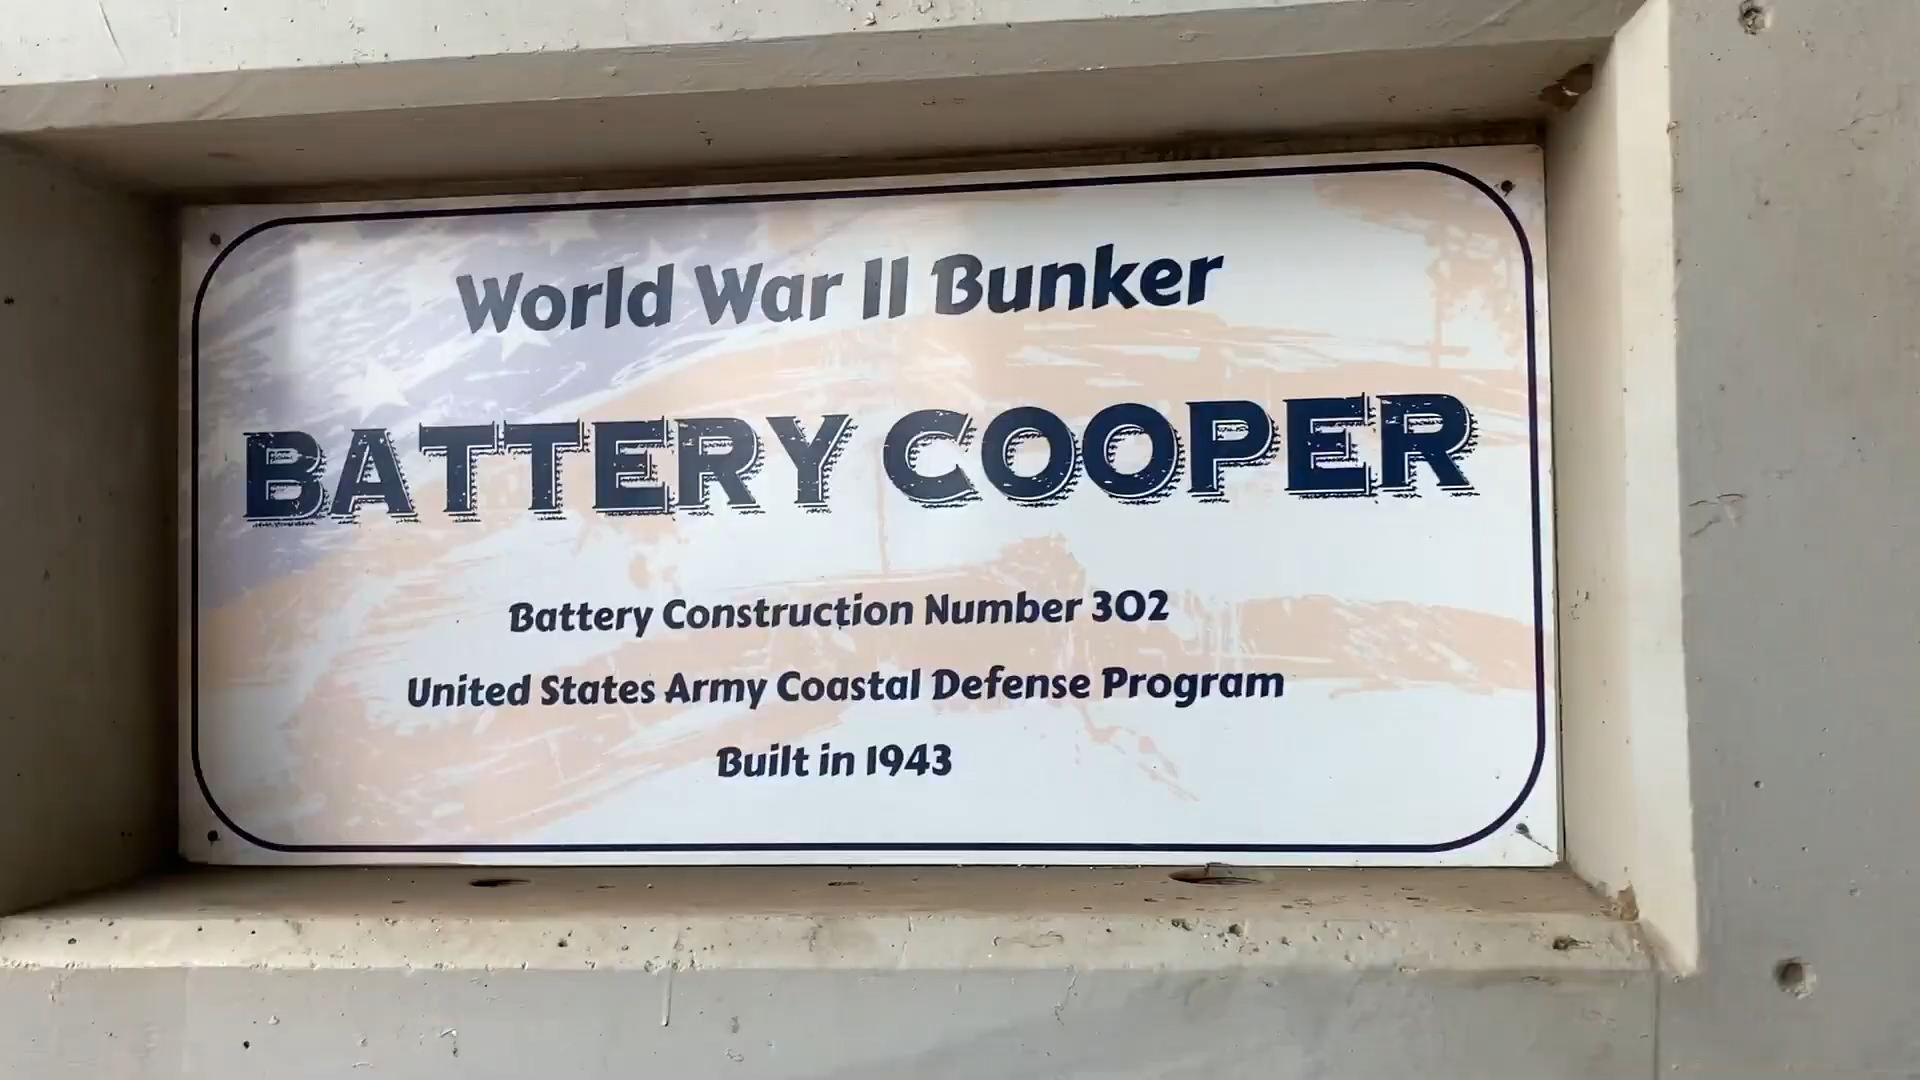 World War II Bunker
BATTERY COOPER
Battery Construction Number 302
United States Army Coastal Defense Program
Built in 1943